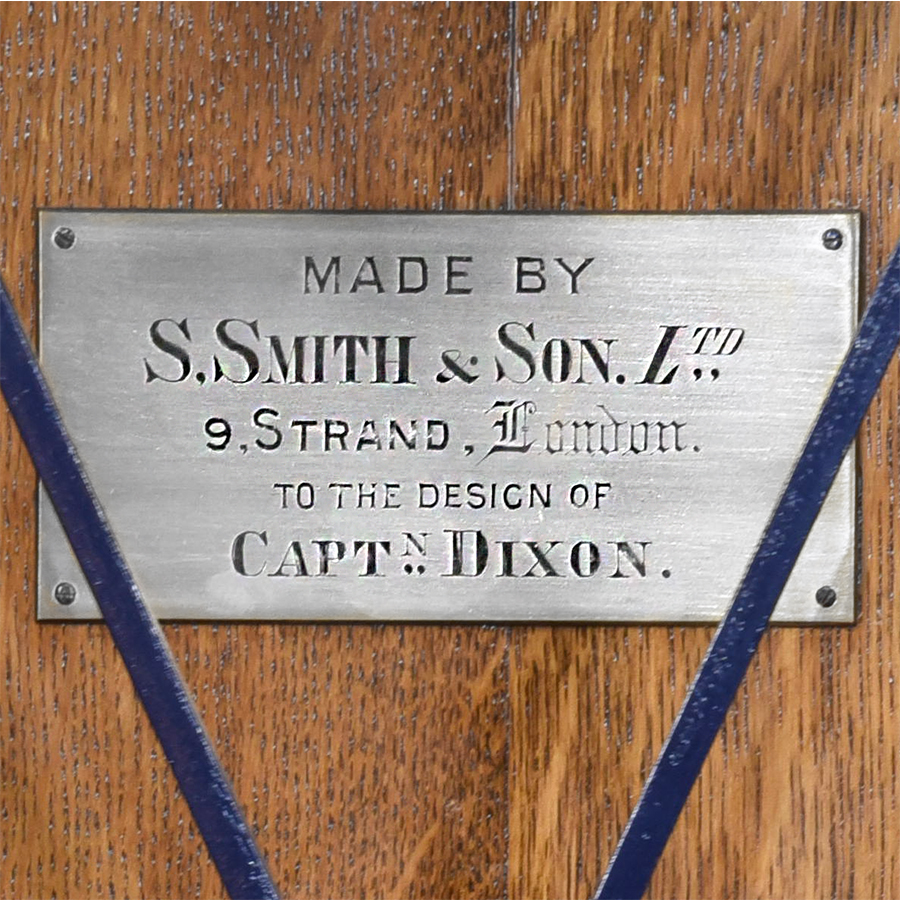 MADE BY
S. SMITH & SON. LTD
9, STRAND, London.
TO THE DESIGN OF
CAPTN DIXON.